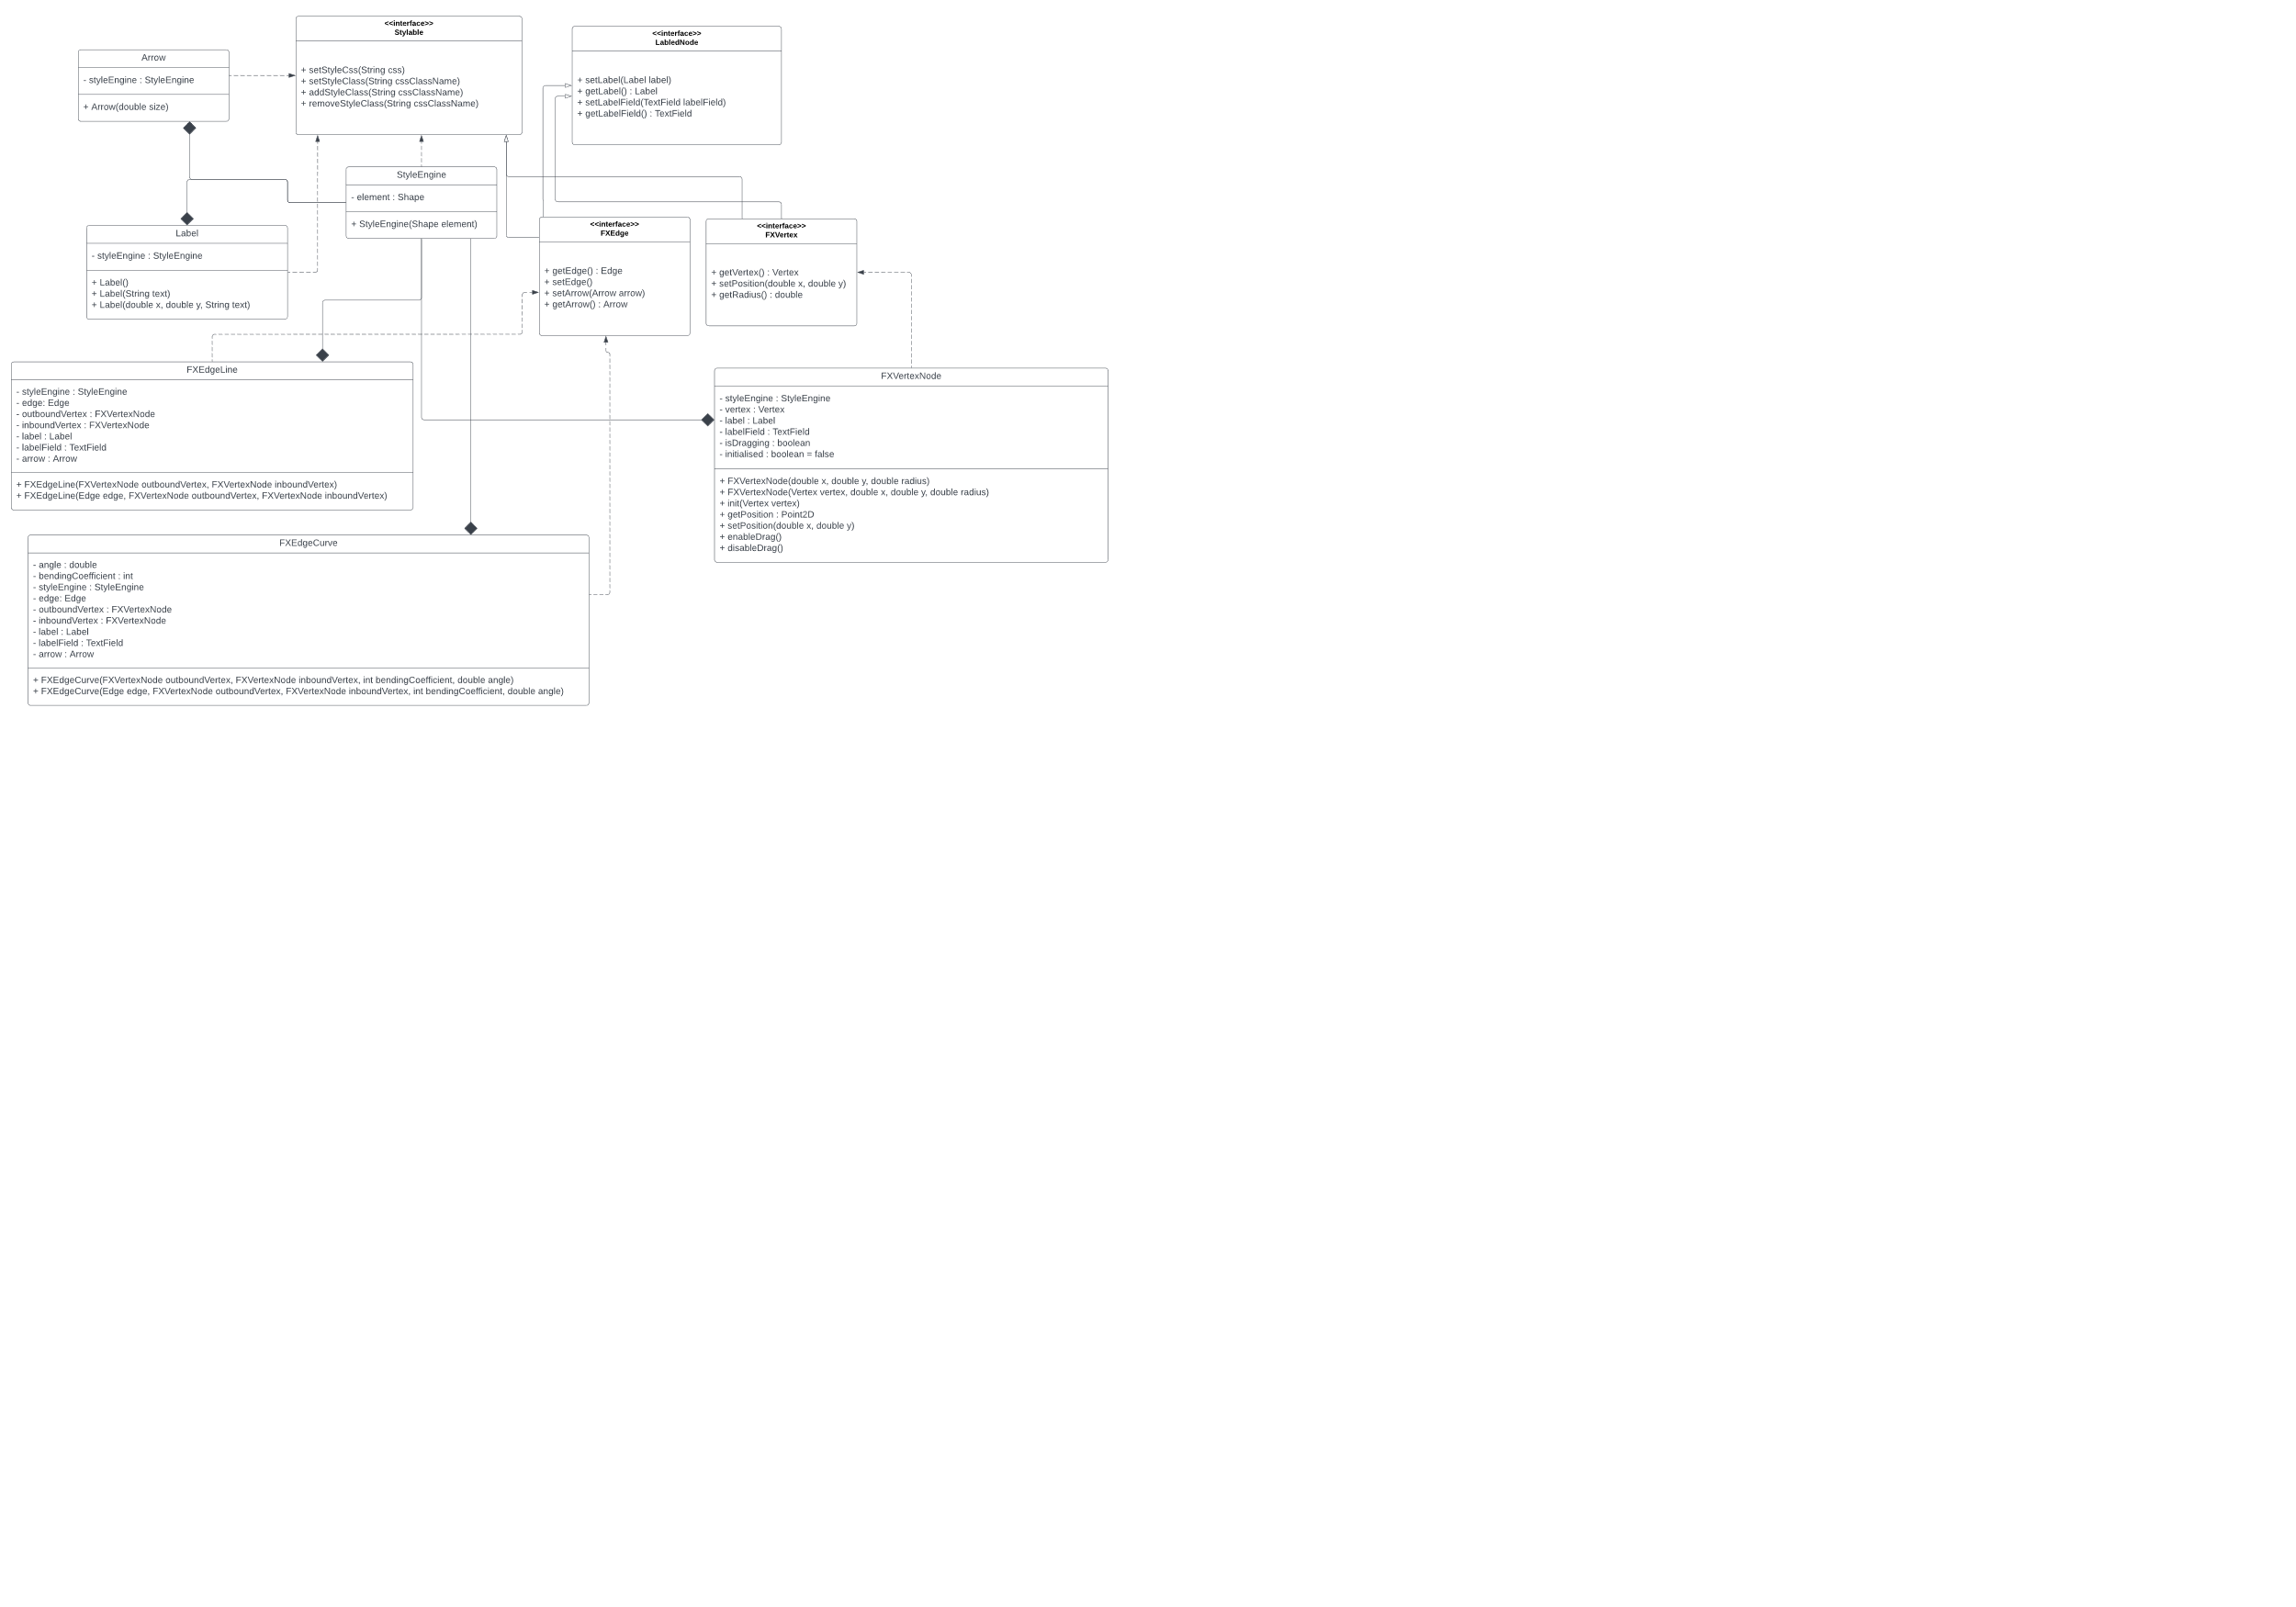 <<interface>>
Stylable
+ setStyleCss(String css)
+ setStyleClass(String cssClassName)
+ addStyleClass(String cssClassName)
+ removeStyleClass(String cssClassName)
<<interface>>
LabledNode
+ setLabel(Label label)
+ getLabel() : Label
+ setLabelField(TextField labelField)
+ getLabelField() : TextField
Arrow
- styleEngine : StyleEngine
+ Arrow(double size)
StyleEngine
- element : Shape
+ StyleEngine(Shape element)
Label
- styleEngine : StyleEngine
+ Label()
+ Label(String text)
+ Label(double x, double y, String text)
<<interface>>
FXEdge
+ getEdge() : Edge
+ setEdge()
+ setArrow(Arrow arrow)
+ getArrow() : Arrow
<<interface>>
FXVertex
+ getVertex() : Vertex
+ setPosition(double x, double y)
+ getRadius() : double
FXEdgeLine
- styleEngine : StyleEngine
- edge: Edge
- outboundVertex : FXVertexNode
- inboundVertex : FXVertexNode
- label : Label
- labelField : TextField
- arrow : Arrow
+ FXEdgeLine(FXVertexNode outboundVertex, FXVertexNode inboundVertex)
+ FXEdgeLine(Edge edge, FXVertexNode outboundVertex, FXVertexNode inboundVertex)
FXVertexNode
- styleEngine : StyleEngine
- vertex : Vertex
- label : Label
- labelField : TextField
- isDragging : boolean
- initialised : boolean = false
+ FXVertexNode(double x, double y, double radius)
+ FXVertexNode(Vertex vertex, double x, double y, double radius)
+ init(Vertex vertex)
+ getPosition : Point2D
+ setPosition(double x, double y)
+ enableDrag()
+ disableDrag()
FXEdgeCurve
- angle : double
- bendingCoefficient : int
- styleEngine : StyleEngine
- edge: Edge
- outboundVertex : FXVertexNode
- inboundVertex : FXVertexNode
- label : Label
- labelField : TextField
- arrow : Arrow
+ FXEdgeCurve(FXVertexNode outboundVertex, FXVertexNode inboundVertex, int bendingCoefficient, double angle)
+ FXEdgeCurve(Edge edge, FXVertexNode outboundVertex, FXVertexNode inboundVertex, int bendingCoefficient, double angle)